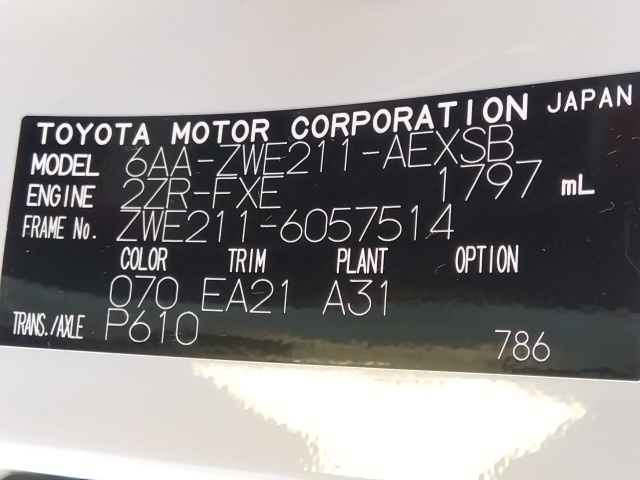 TOYOTA MOTOR CORPORATION JAPAN
MODEL 6AA-ZWE211-AEXSB
ENGINE 2ZR-FXE 1797 mL
FRAME No. ZWE211-6057514
COLOR TRIM PLANT OPTION
070 EA21 A31
TRANS./AXLE P610
786